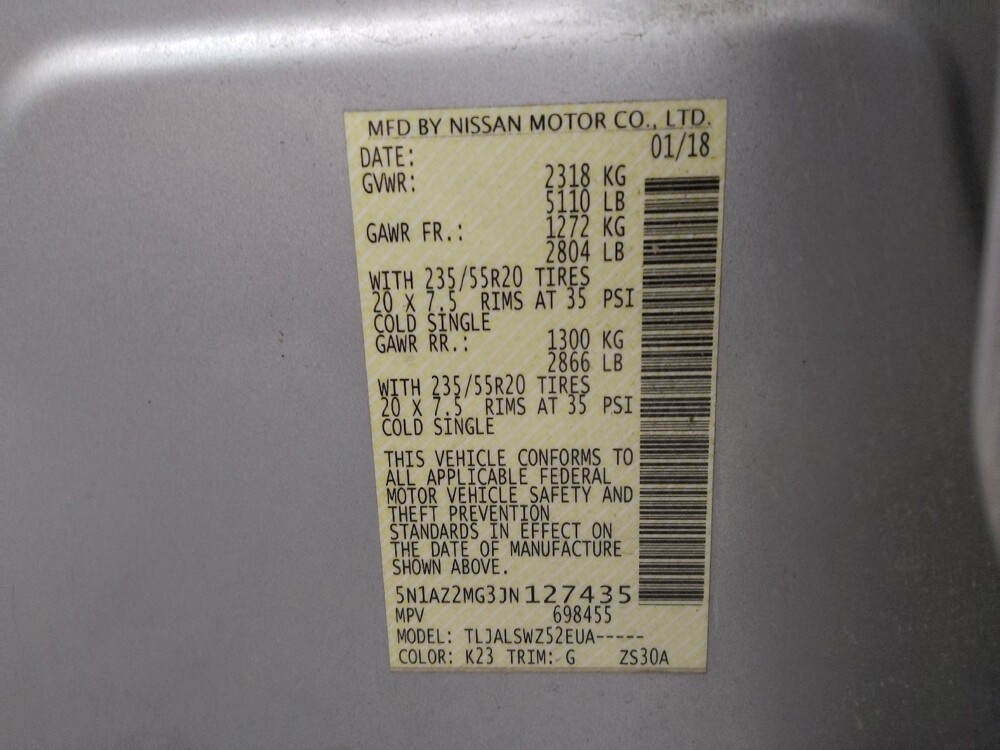 MFD BY NISSAN MOTOR CO., LTD.
DATE: 01/18
GVWR: 2318 KG
5110 LB
GAWR FR.: 1272 KG
2804 LB
WITH 235/55R20 TIRES
20 X 7.5 RIMS AT 35 PSI
COLD SINGLE
GAWR RR.: 1300 KG
2866 LB
WITH 235/55R20 TIRES
20 X 7.5 RIMS AT 35 PSI
COLD SINGLE
THIS VEHICLE CONFORMS TO
ALL APPLICABLE FEDERAL
MOTOR VEHICLE SAFETY AND
THEFT PREVENTION
STANDARDS IN EFFECT ON
THE DATE OF MANUFACTURE
SHOWN ABOVE.
5N1AZ2MG3JN127435
MPV 698455
MODEL: TLJALSWZ52EUA-----
COLOR: K23 TRIM: G ZS30A